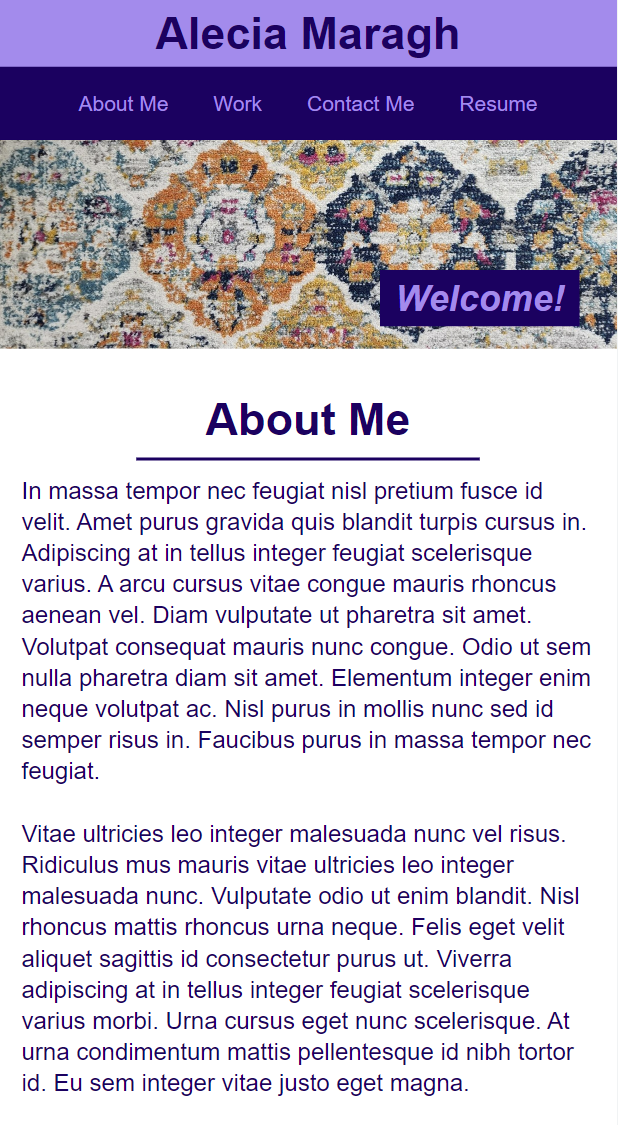 Alecia Maragh
About Me Work Contact Me Resume
Welcome!
About Me
In massa tempor nec feugiat nisl pretium fusce id
velit. Amet purus gravida quis blandit turpis cursus in.
Adipiscing at in tellus integer feugiat scelerisque
varius. A arcu cursus vitae congue mauris rhoncus
aenean vel. Diam vulputate ut pharetra sit amet.
Volutpat consequat mauris nunc congue. Odio ut sem
nulla pharetra diam sit amet. Elementum integer enim
neque volutpat ac. Nisl purus in mollis nunc sed id
semper risus in. Faucibus purus in massa tempor nec
feugiat.
Vitae ultricies leo integer malesuada nunc vel risus.
Ridiculus mus mauris vitae ultricies leo integer
malesuada nunc. Vulputate odio ut enim blandit. Nisl
rhoncus mattis rhoncus urna neque. Felis eget velit
aliquet sagittis id consectetur purus ut. Viverra
adipiscing at in tellus integer feugiat scelerisque
varius morbi. Urna cursus eget nunc scelerisque. At
urna condimentum mattis pellentesque id nibh tortor
id. Eu sem integer vitae justo eget magna.